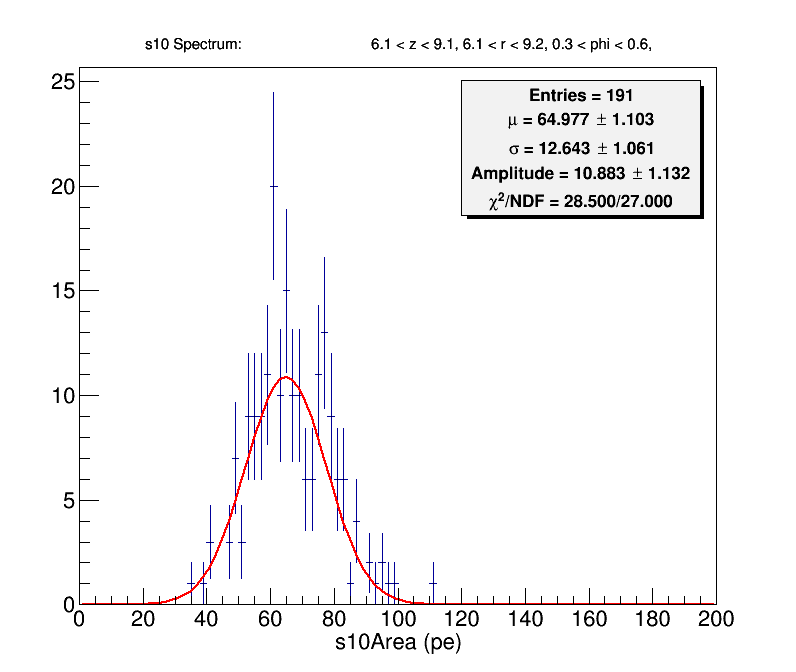 s10 Spectrum: 6.1 < z < 9.1, 6.1 < r < 9.2, 0.3 < phi < 0.6,
Entries = 191
μ = 64.977 ± 1.103
σ = 12.643 ± 1.061
Amplitude = 10.883 ± 1.132
χ²/NDF = 28.500/27.000
25
20
15
10
5
0
0 20 40 60 80 100 120 140 160 180 200
s10Area (pe)